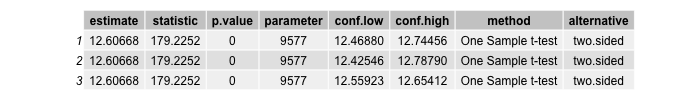 estimate statistic p.value parameter conf.low conf.high method alternative
1 12.60668 179.2252 0 9577 12.46880 12.74456 One Sample t-test two.sided
2 12.60668 179.2252 0 9577 12.42546 12.78790 One Sample t-test two.sided
3 12.60668 179.2252 0 9577 12.55923 12.65412 One Sample t-test two.sided